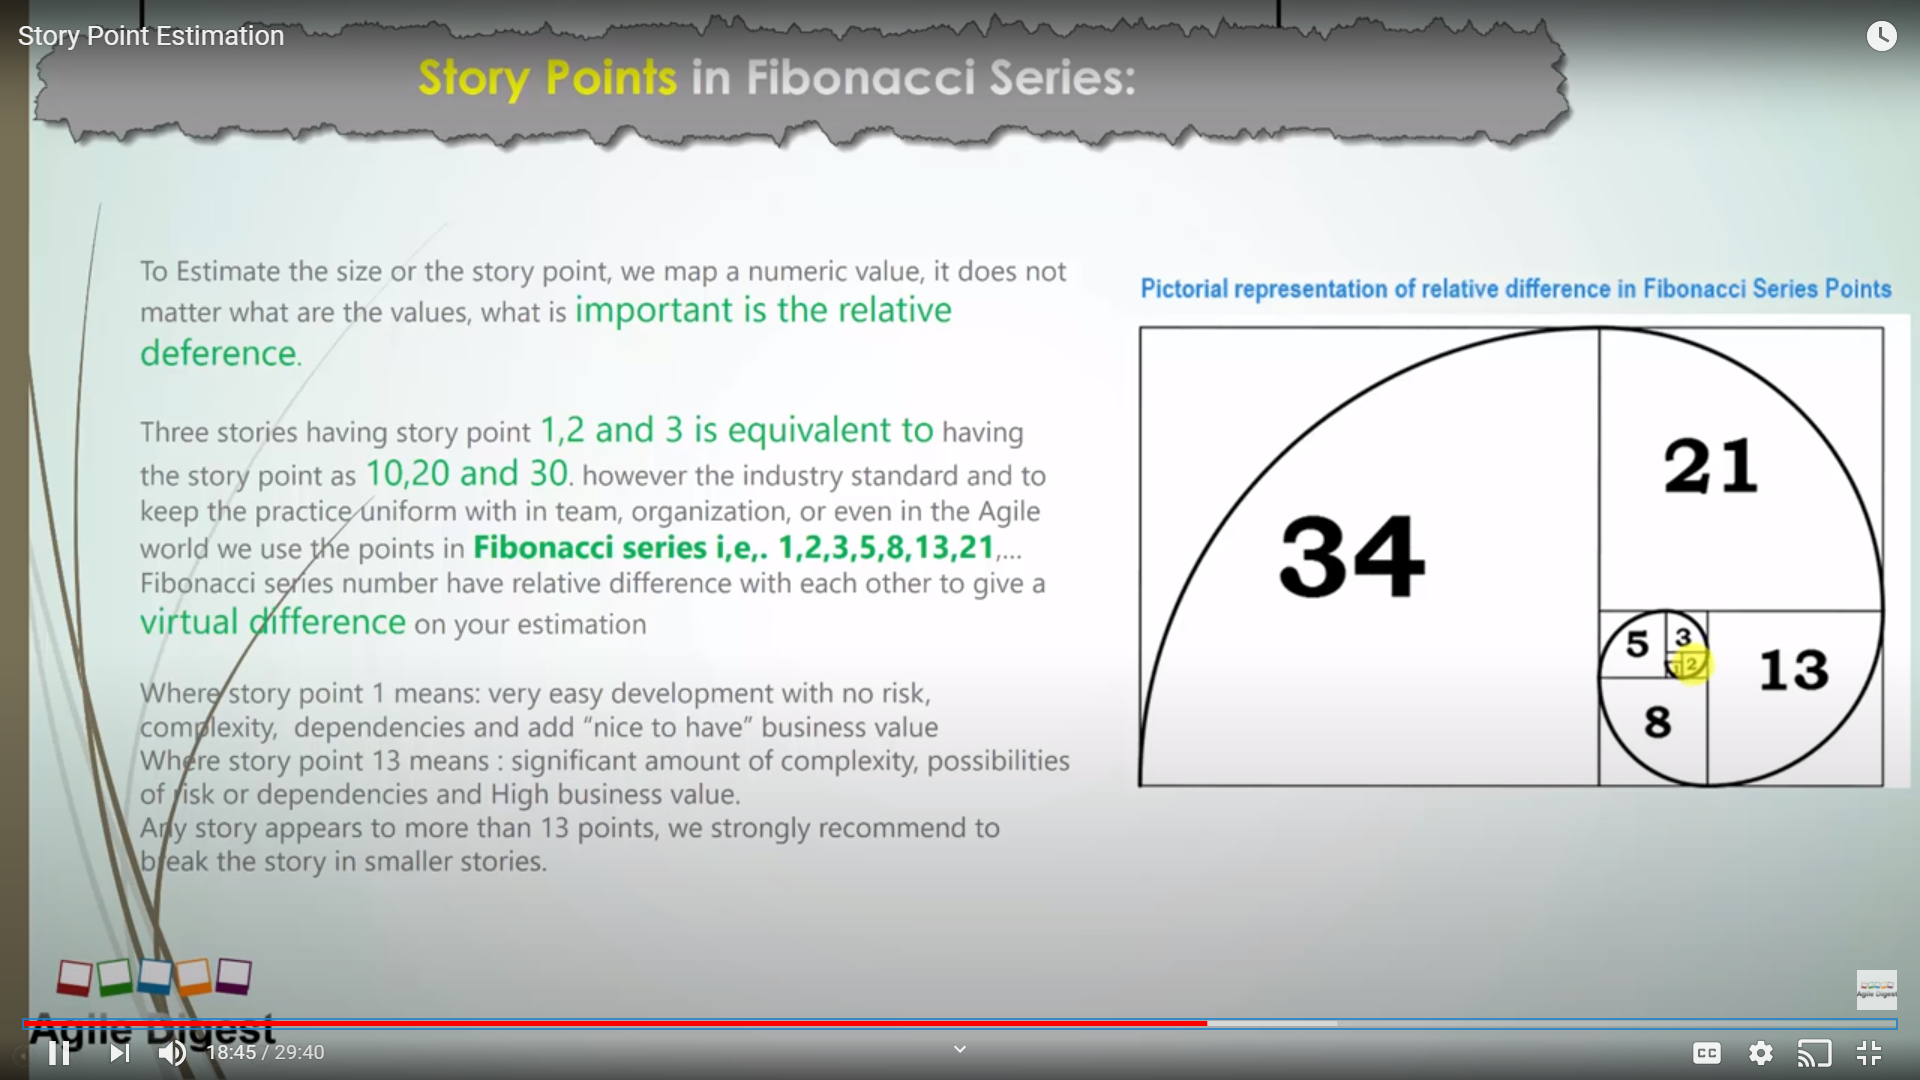 Story Point Estimation
Story Points in Fibonacci Series:
To Estimate the size or the story point, we map a numeric value, it does not
matter what are the values, what is important is the relative
deference.
Three stories having story point 1,2 and 3 is equivalent to having
the story point as 10,20 and 30. however the industry standard and to
keep the practice uniform with in team, organization, or even in the Agile
world we use the points in Fibonacci series i,e,. 1,2,3,5,8,13,21,...
Fibonacci series number have relative difference with each other to give a
virtual difference on your estimation
Where story point 1 means: very easy development with no risk,
complexity,  dependencies and add “nice to have” business value
Where story point 13 means : significant amount of complexity, possibilities
of risk or dependencies and High business value.
Any story appears to more than 13 points, we strongly recommend to
break the story in smaller stories.
Pictorial representation of relative difference in Fibonacci Series Points
34
21
5
3
2
13
8
Agile Digest
Agile Digest
18:45 / 29:40
CC